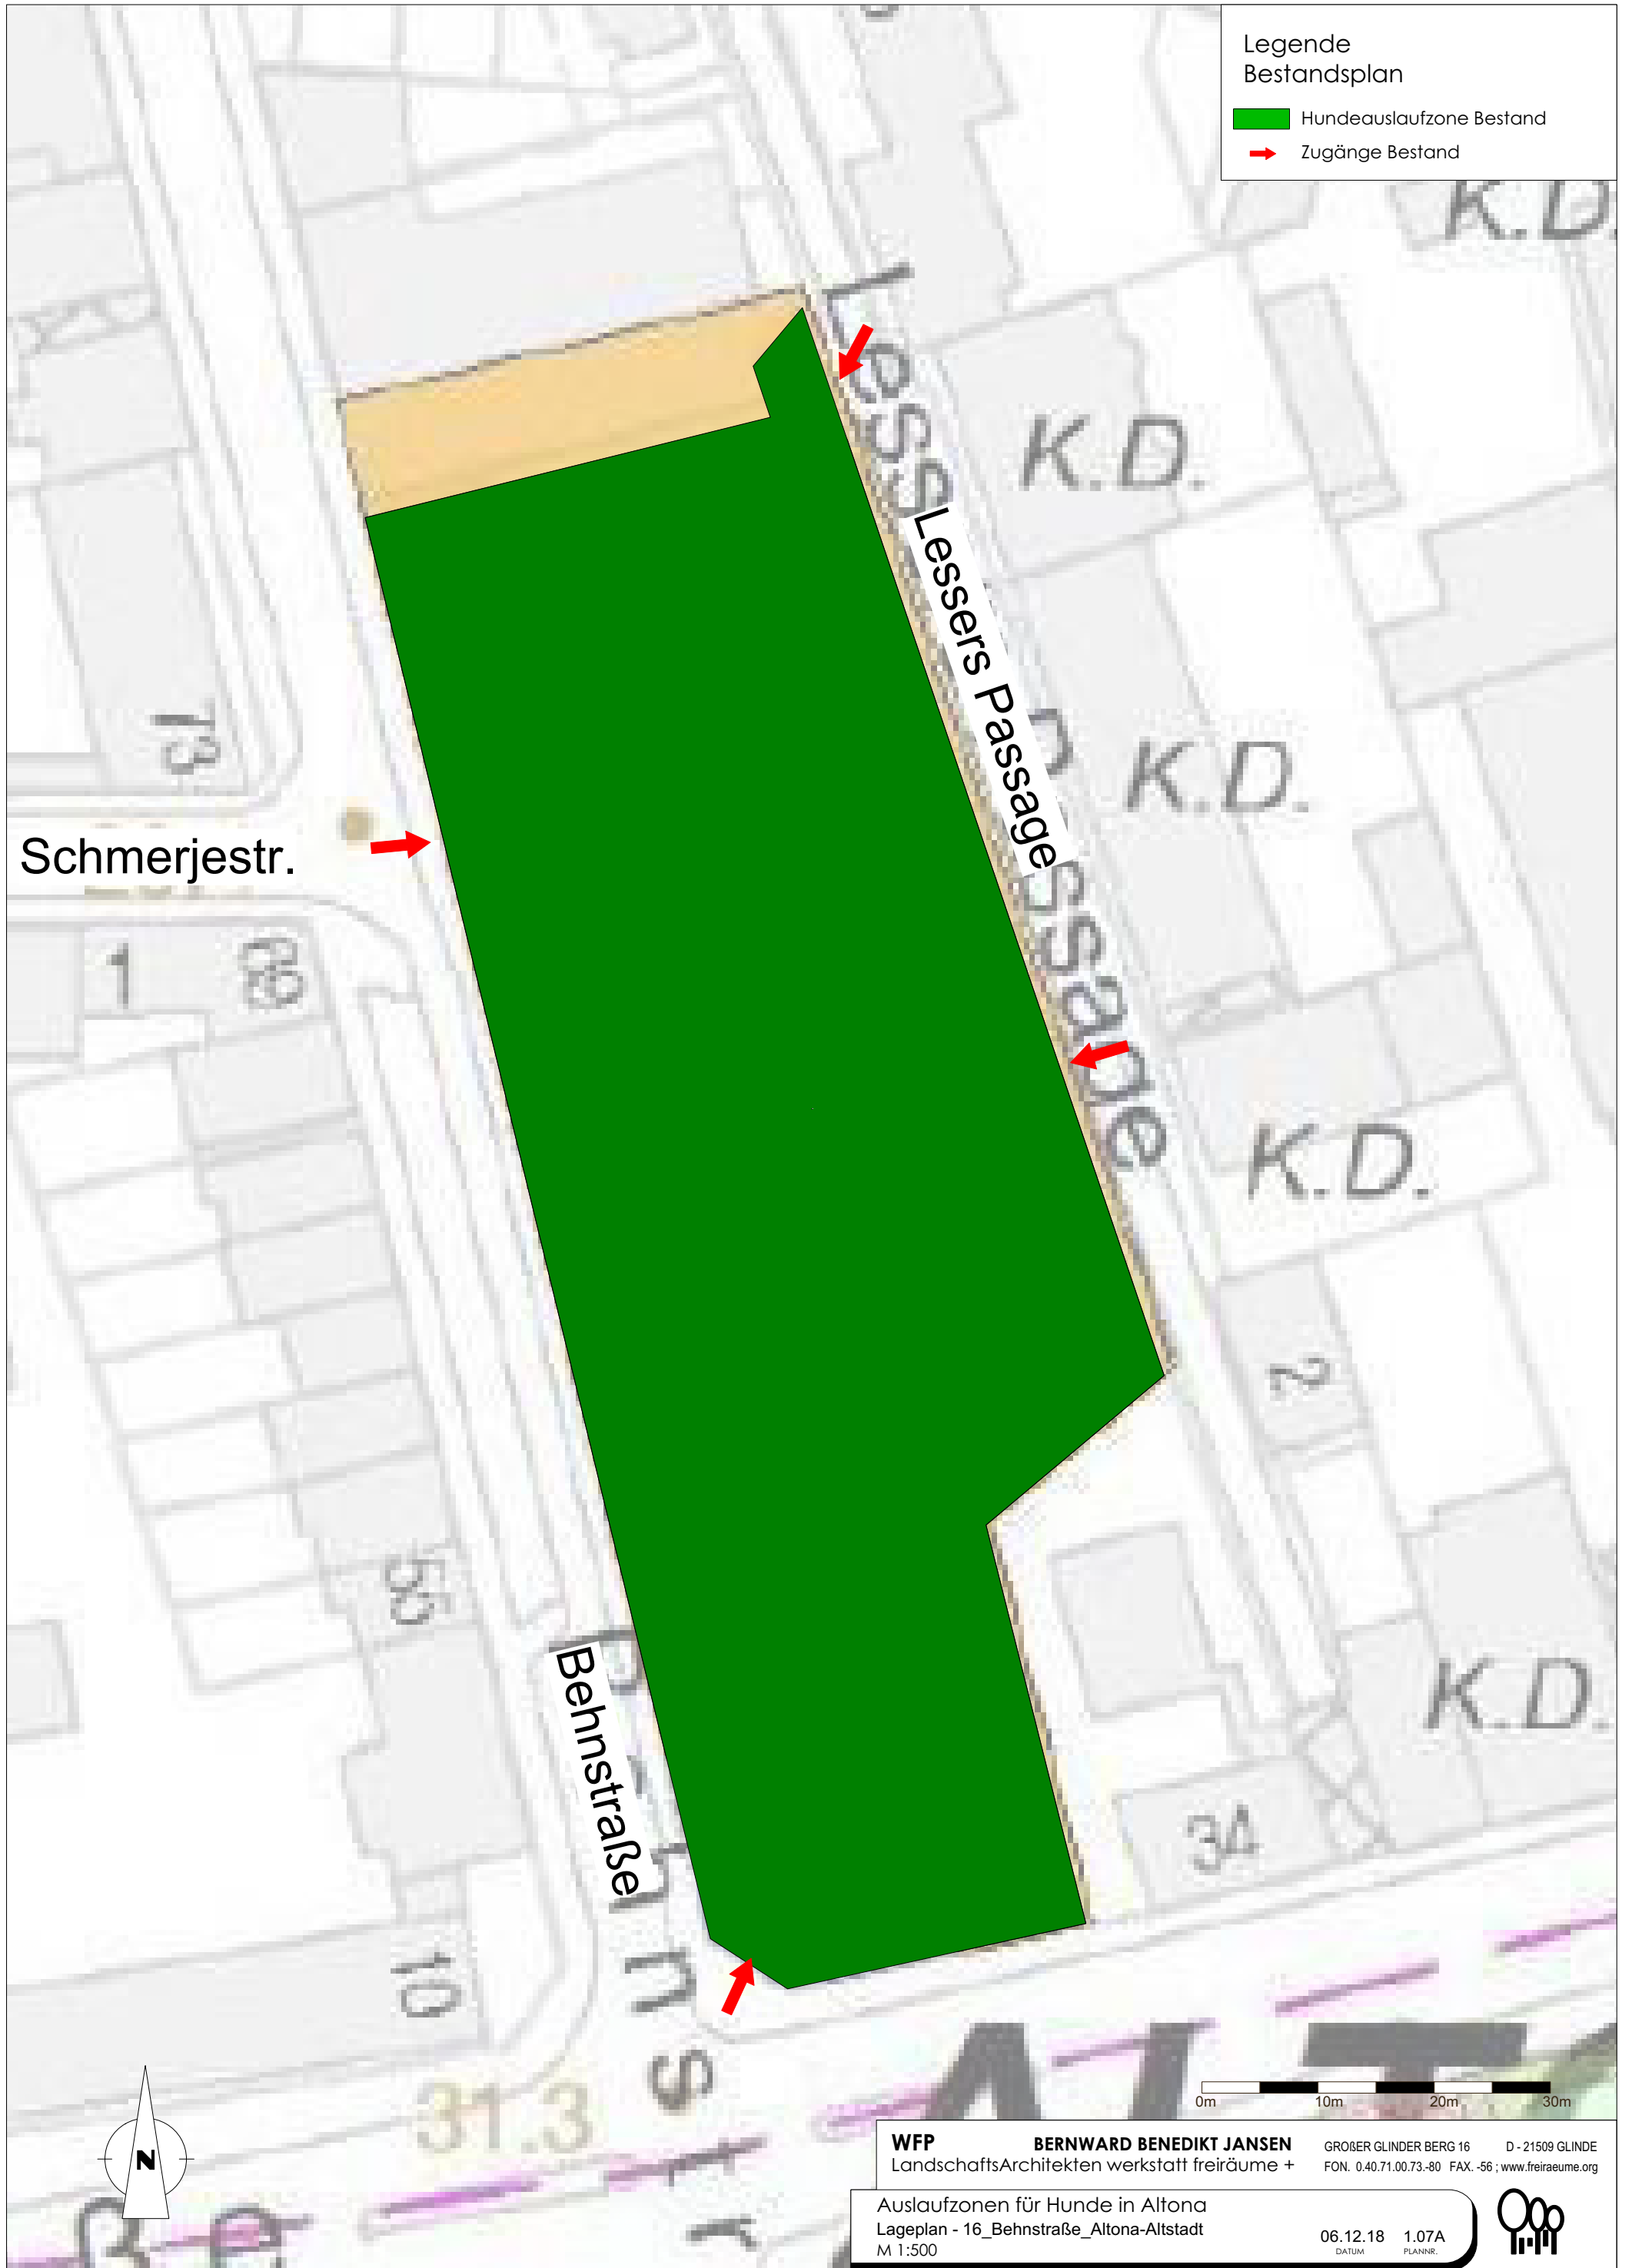 Legende
Bestandsplan
Hundeauslaufzone Bestand
Zugänge Bestand
K.D.
K.D.
Lessers Passage
73
K.D.
Schmerjestr.
1
K.D.
2
55
K.D.
Behnstraße
34
10
31.3
0m 10m 20m 30m
N
WFP BERNWARD BENEDIKT JANSEN GROßER GLINDER BERG 16 D - 21509 GLINDE
LandschaftsArchitekten werkstatt freiräume + FON. 0.40.71.00.73.-80 FAX. -56 ; www.freiraeume.org
Auslaufzonen für Hunde in Altona
Lageplan - 16_Behnstraße_Altona-Altstadt
M 1:500
06.12.18 1.07A
DATUM PLANNR.